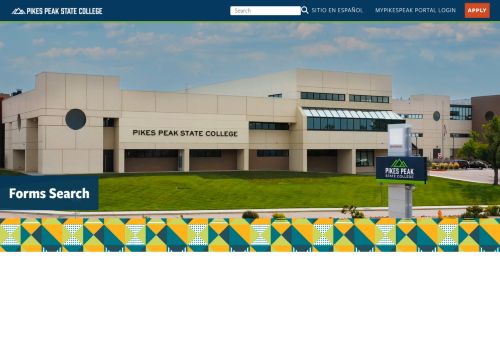 PIKES PEAK STATE COLLEGE
Search
SITIO EN ESPAÑOL
MYPIKESPEAK PORTAL LOGIN
APPLY
PIKES PEAK STATE COLLEGE
PIKES PEAK
STATE COLLEGE
Forms Search